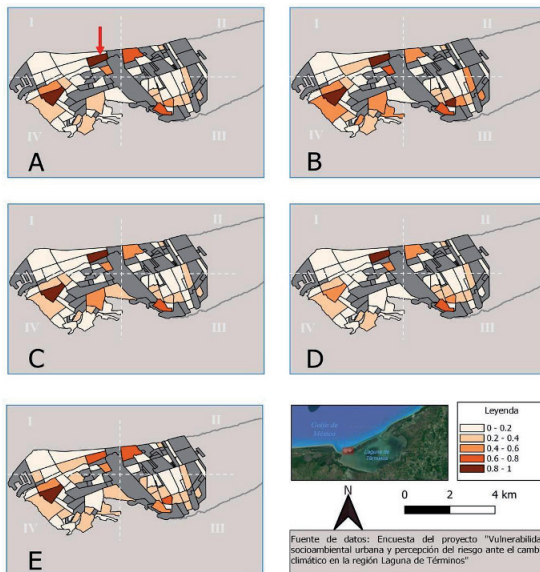 I
II
III
IV
A
I
II
III
IV
B
I
II
III
IV
C
I
II
III
IV
D
I
II
III
IV
E
Golfo de
México
Laguna de
Términos
Leyenda
0 - 0.2
0.2 - 0.4
0.4 - 0.6
0.6 - 0.8
0.8 - 1
N
0 2 4 km
Fuente de datos: Encuesta del proyecto "Vulnerabilida
socioambiental urbana y percepción del riesgo ante el camb
climático en la región Laguna de Términos"